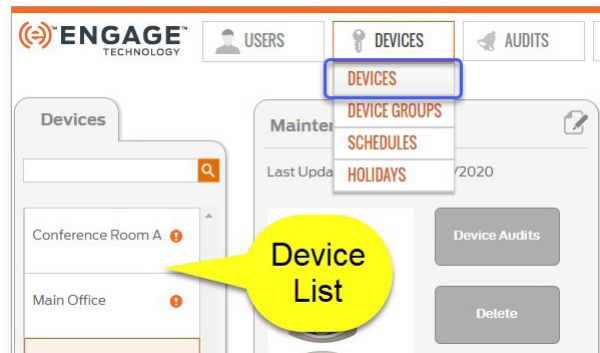 ENGAGE™
TECHNOLOGY
USERS
DEVICES
AUDITS
DEVICES
DEVICE GROUPS
SCHEDULES
HOLIDAYS
Devices
Conference Room A
Main Office
Device
List
Mainte
Last Upda /2020
Device Audits
Delete